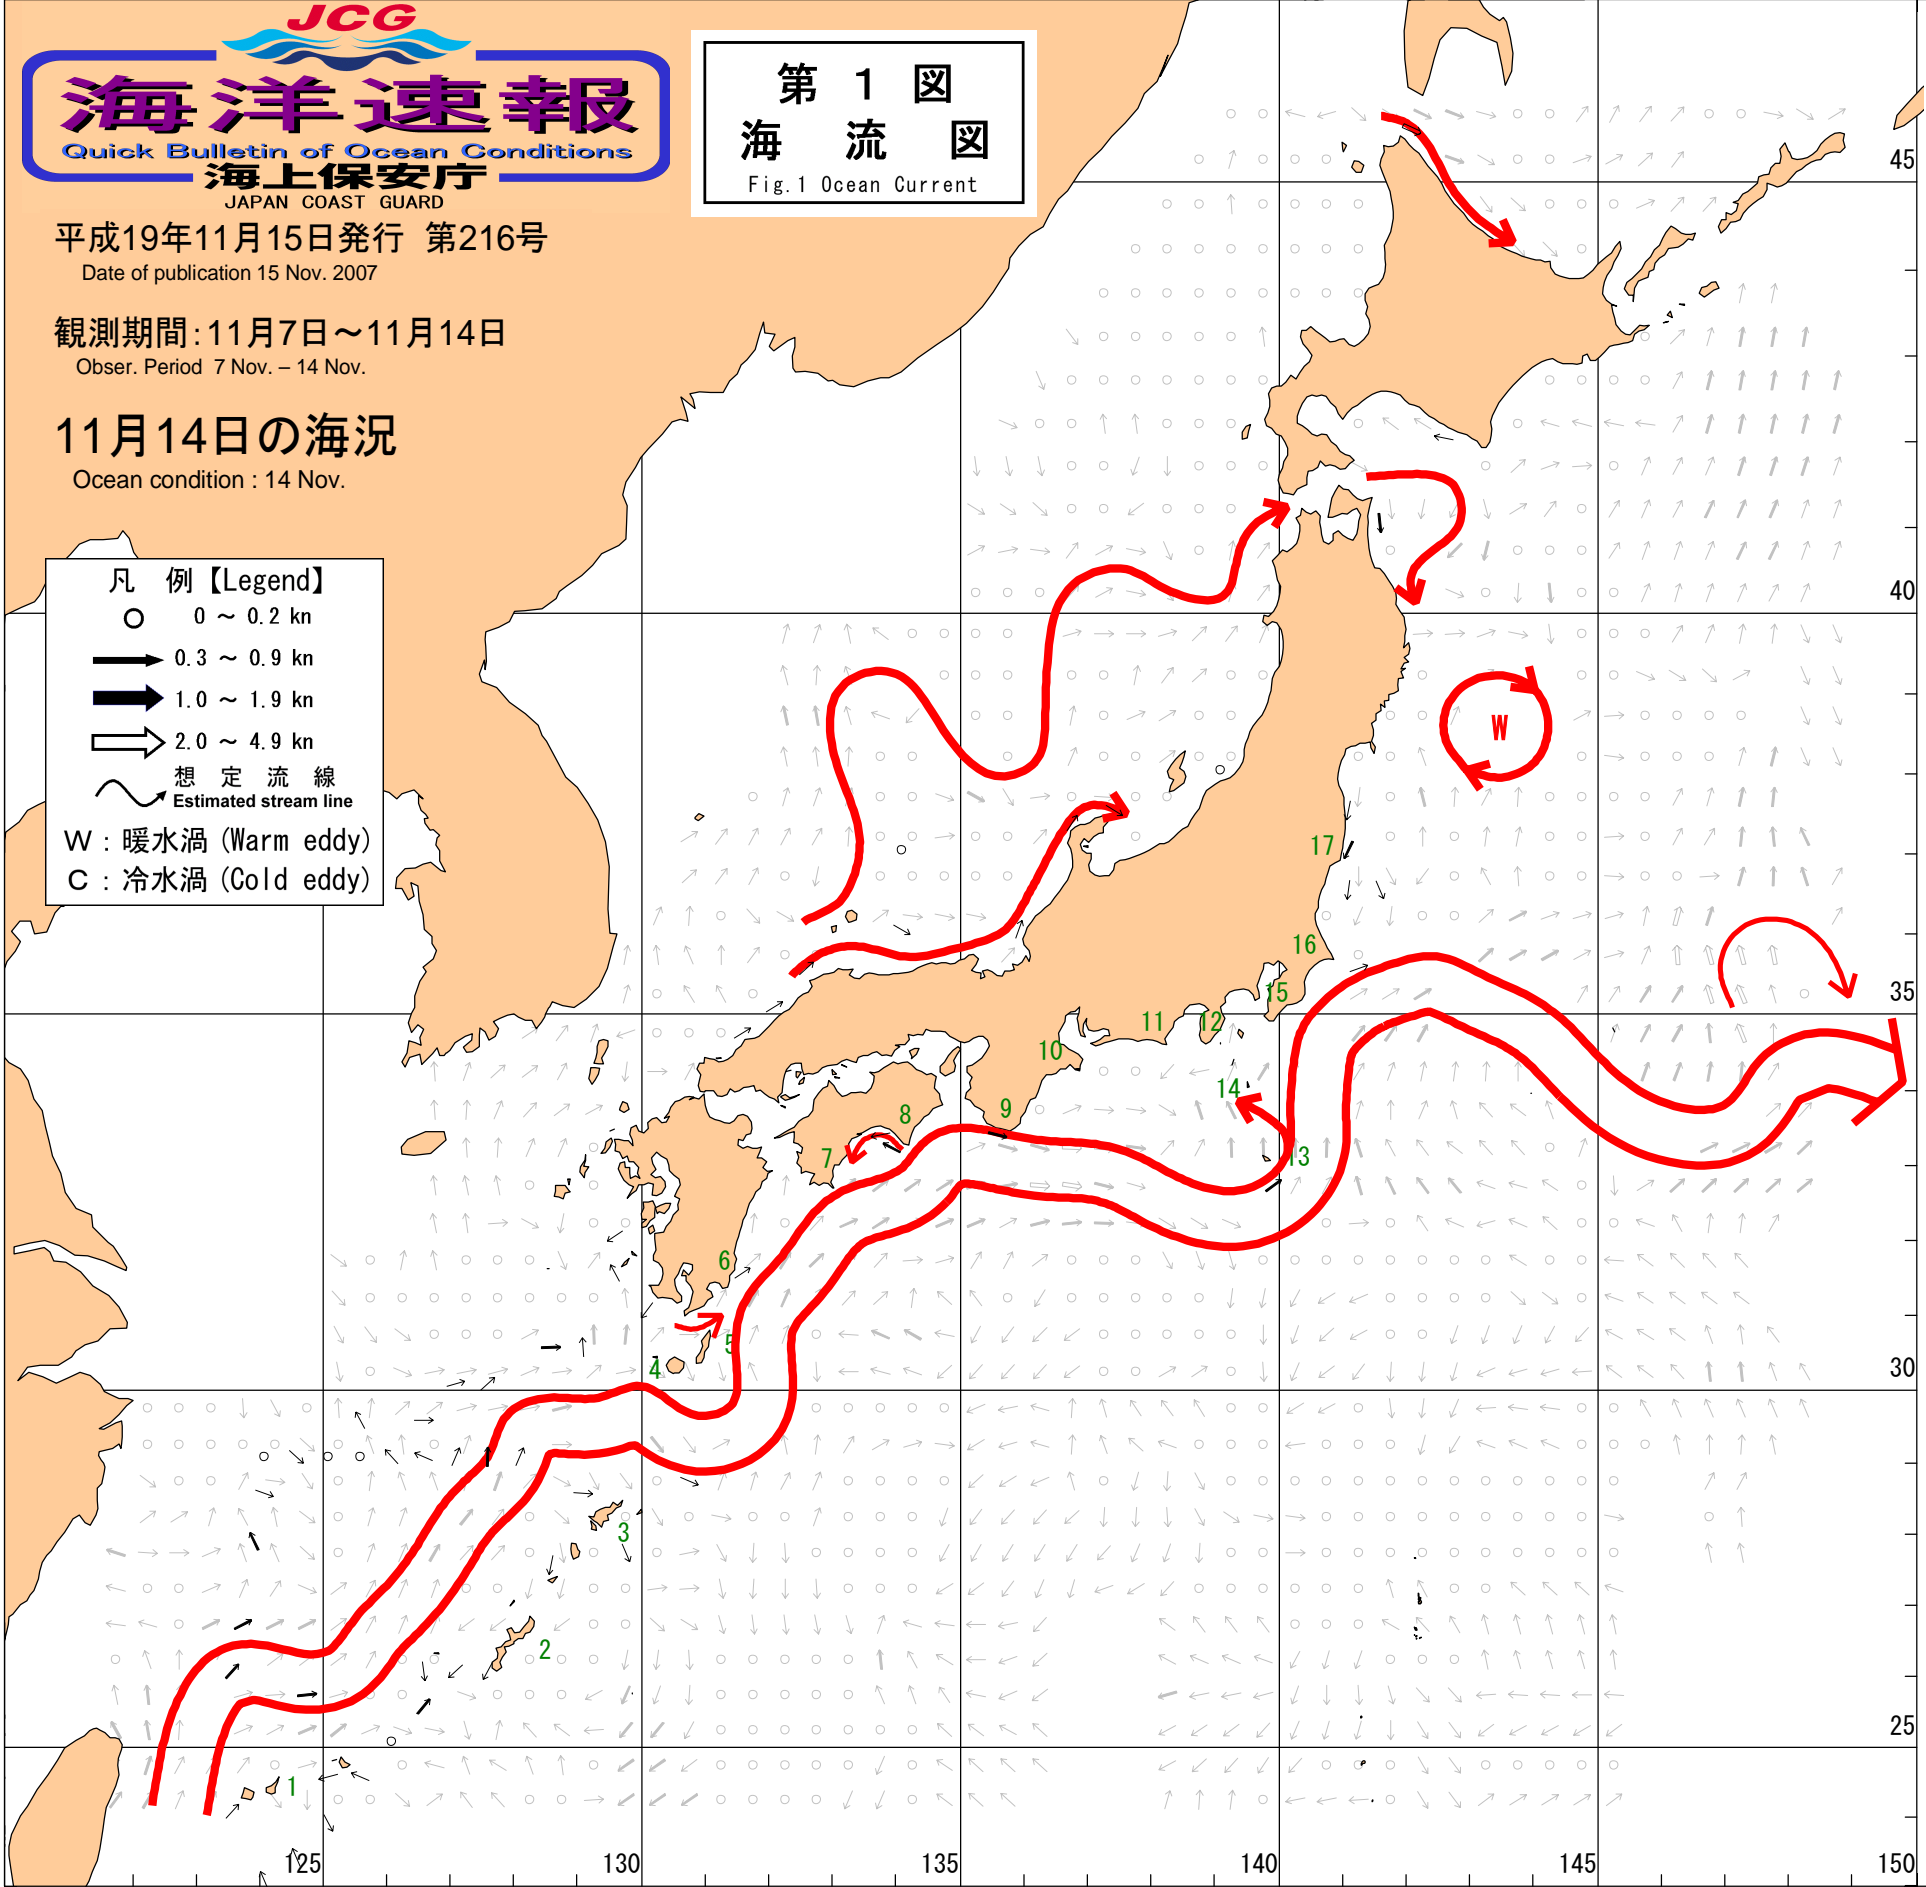 JCG
海洋速報
Quick Bulletin of Ocean Conditions
海上保安庁
JAPAN COAST GUARD
平成19年11月15日発行 第216号
Date of publication 15 Nov. 2007
観測期間：11月7日～11月14日
Obser. Period 7 Nov. – 14 Nov.
11月14日の海況
Ocean condition : 14 Nov.
第 1 図
海 流 図
Fig.1 Ocean Current
凡 例【Legend】
0 ～ 0.2 kn
0.3 ～ 0.9 kn
1.0 ～ 1.9 kn
2.0 ～ 4.9 kn
想 定 流 線
Estimated stream line
W : 暖水渦 (Warm eddy)
C : 冷水渦 (Cold eddy)
45
40
W
17
16
35
15
12
11
10
14
9
8
7
13
6
5
4
30
3
2
25
1
125
130
135
140
145
150